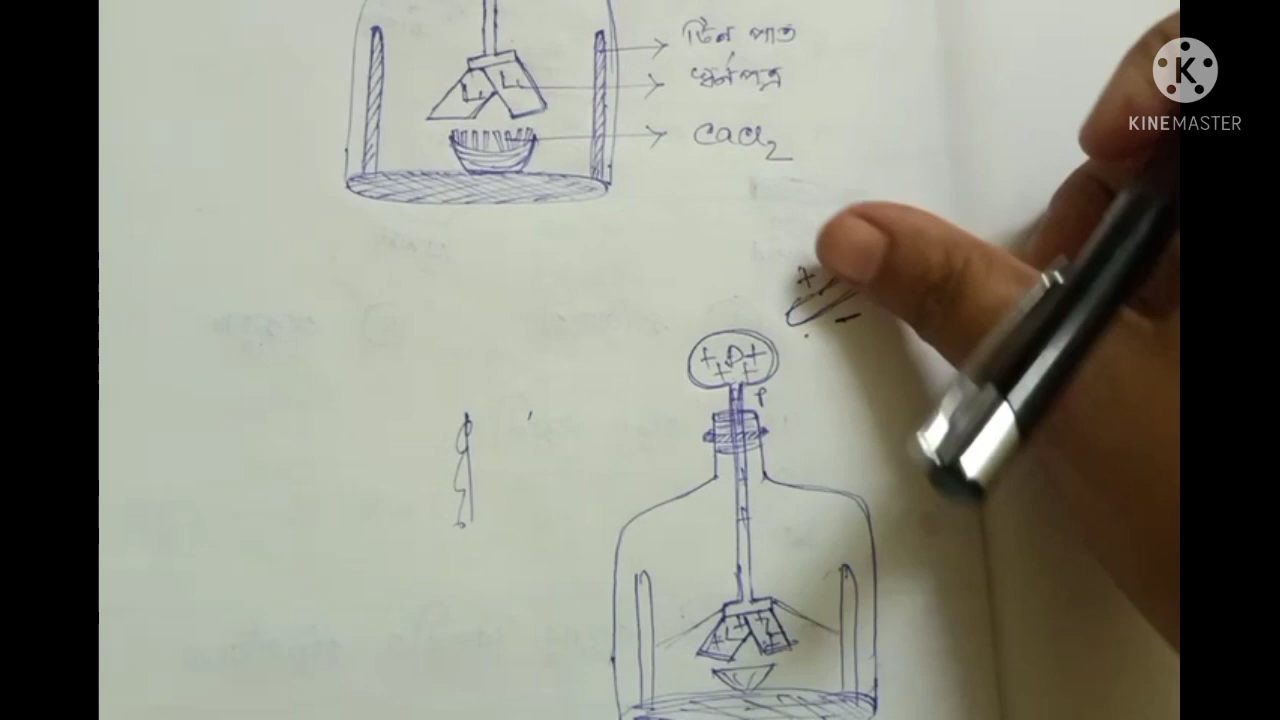 টিন পাত
স্বর্ণপত্র
CaCl2
L L
K
KINEMASTER
+ -
+ D +
+ +
P
+
+
+L+ +L+